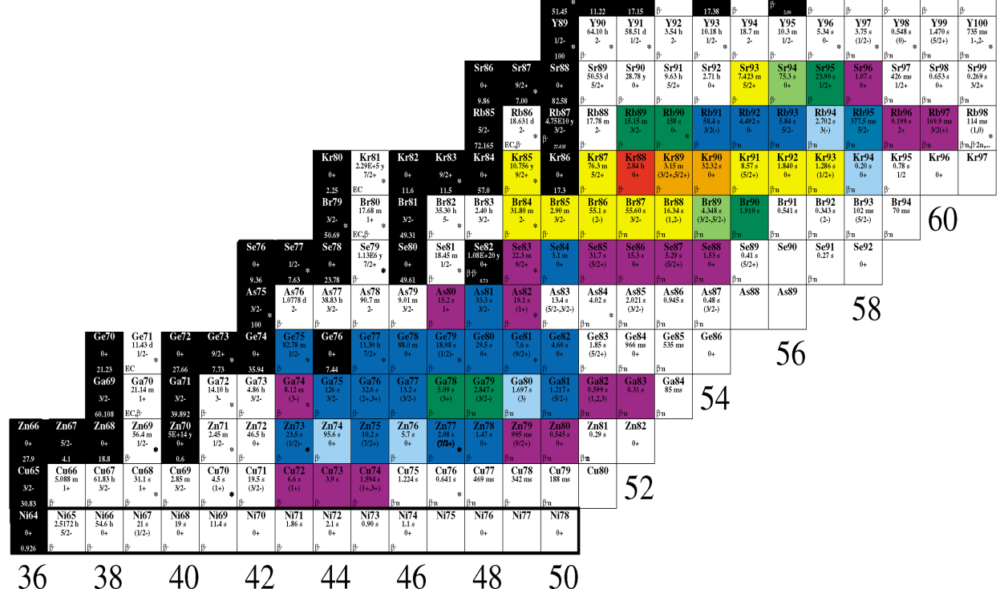 51.45 * 11.22 17.15 β- 17.38 β- 2.80 β- β- β- β- β-
Y89 Y90 Y91 Y92 Y93 Y94 Y95 Y96 Y97 Y98 Y99 Y100
64.10 h 58.51 d 3.54 h 10.18 h 18.7 m 10.3 m 5.34 s 3.75 s 0.548 s 1.470 s 735 ms
1/2- 2- 1/2- 2- 1/2- 2- 1/2- 0- (1/2-) (0)- (5/2+) 1-,2-
* * * * * * * *
100 β- β- β- β- β- β- β- β-n β-n β-n β-n
Sr86 Sr87 Sr88 Sr89 Sr90 Sr91 Sr92 Sr93 Sr94 Sr95 Sr96 Sr97 Sr98 Sr99
50.53 d 28.78 y 9.63 h 2.71 h 7.423 m 75.3 s 23.90 s 1.07 s 426 ms 0.653 s 0.269 s
0+ 9/2+ 0+ 5/2+ 0+ 5/2+ 0+ 5/2+ 0+ 1/2+ 0+ 1/2+ 0+ 3/2+
*
9.86 7.00 82.58 β- β- β- β- β- β- β- β- β-n β-n β-n
Rb85 Rb86 Rb87 Rb88 Rb89 Rb90 Rb91 Rb92 Rb93 Rb94 Rb95 Rb96 Rb97 Rb98
18.631 d 4.75E10 y 17.78 m 15.15 m 158 s 58.4 s 4.492 s 5.84 s 2.702 s 377.5 ms 0.199 s 169.9 ms 114 ms
5/2- 2- 3/2- 2- 3/2- 0- 3/2(-) 0- 5/2- 3(-) 5/2- 2+ 3/2(+) (1,0)
* * *
72.165 EC,β- β- 27.835 β- β- β- β- β-n β-n β-n β-n β-n β-n β-n,β-2n,...
Kr80 Kr81 Kr82 Kr83 Kr84 Kr85 Kr86 Kr87 Kr88 Kr89 Kr90 Kr91 Kr92 Kr93 Kr94 Kr95 Kr96 Kr97
2.29E+5 y 10.756 y 76.3 m 2.84 h 3.15 m 32.32 s 8.57 s 1.840 s 1.286 s 0.20 s 0.78 s
0+ 7/2+ 0+ 9/2+ 0+ 9/2+ 0+ 5/2+ 0+ (3/2+,5/2+) 0+ (5/2+) 0+ (1/2+) 0+ 1/2 0+
* * *
2.25 EC 11.6 11.5 57.0 β- 17.3 β- β- β- β- β- β-n β-n β-n β-
Br79 Br80 Br81 Br82 Br83 Br84 Br85 Br86 Br87 Br88 Br89 Br90 Br91 Br92 Br93 Br94
17.68 m 35.30 h 2.40 h 31.80 m 2.90 m 55.1 s 55.60 s 16.34 s 4.348 s 1.910 s 0.541 s 0.343 s 102 ms 70 ms
3/2- 1+ 3/2- 5- 3/2- 2- 3/2- (2-) 3/2- (1,2-) (3/2-,5/2-) (2-) (5/2-)
* * * *
50.69 EC,β- 49.31 β- β- β- β- β- β-n β-n β-n β-n β-n β-n β-n β-n
60
Se76 Se77 Se78 Se79 Se80 Se81 Se82 Se83 Se84 Se85 Se86 Se87 Se88 Se89 Se90 Se91 Se92
1.13E6 y 18.45 m 1.08E+20 y 22.3 m 3.1 m 31.7 s 15.3 s 5.29 s 1.53 s 0.41 s 0.27 s
0+ 1/2- 0+ 7/2+ 0+ 1/2- 0+ 9/2+ 0+ (5/2+) 0+ (5/2+) 0+ (5/2+) 0+
* * * *
9.36 7.63 23.78 β- 49.61 β- β-β- 8.73 β- β- β- β- β-n β-n β-n β-n
As75 As76 As77 As78 As79 As80 As81 As82 As83 As84 As85 As86 As87 As88 As89
1.0778 d 38.83 h 90.7 m 9.01 m 15.2 s 33.3 s 19.1 s 13.4 s 4.02 s 2.021 s 0.945 s 0.48 s
3/2- 2- 3/2- 2- 3/2- 1+ 3/2- (1+) (5/2-,3/2-) (3/2-) (3/2-)
* * *
100 β- β- β- β- β- β- β- β- β-n β-n β-n β-n
58
Ge70 Ge71 Ge72 Ge73 Ge74 Ge75 Ge76 Ge77 Ge78 Ge79 Ge80 Ge81 Ge82 Ge83 Ge84 Ge85 Ge86
11.43 d 82.78 m 11.30 h 88.0 m 18.98 s 29.5 s 7.6 s 4.60 s 1.85 s 966 ms 535 ms
0+ 1/2- 0+ 9/2+ 0+ 1/2- 0+ 7/2+ 0+ (1/2)- 0+ (9/2+) 0+ (5/2+) 0+ 0+
* * * * * *
21.23 EC 27.66 7.73 35.94 β- 7.44 β- β- β- β- β- β- β- β-n β-n
56
Ga69 Ga70 Ga71 Ga72 Ga73 Ga74 Ga75 Ga76 Ga77 Ga78 Ga79 Ga80 Ga81 Ga82 Ga83 Ga84
21.14 m 14.10 h 4.86 h 8.12 m 126 s 32.6 s 13.2 s 5.09 s 2.847 s 1.697 s 1.217 s 0.599 s 0.31 s 85 ms
3/2- 1+ 3/2- 3- 3/2- (3-) 3/2- (2+,3+) (3/2-) (3+) (3/2-) (3) (5/2-) (1,2,3)
* *
60.108 EC,β- 39.892 β- β- β- β- β- β- β- β-n β-n β-n β-n β-n β-n
54
Zn66 Zn67 Zn68 Zn69 Zn70 Zn71 Zn72 Zn73 Zn74 Zn75 Zn76 Zn77 Zn78 Zn79 Zn80 Zn81 Zn82
56.4 m 5E+14 y 2.45 m 46.5 h 23.5 s 95.6 s 10.2 s 5.7 s 2.08 s 1.47 s 995 ms 0.545 s 0.29 s
0+ 5/2- 0+ 1/2- 0+ 1/2- 0+ (1/2)- 0+ (7/2+) 0+ (7/2+) 0+ (9/2+) 0+ 0+
* * * *
27.9 4.1 18.8 β- 0.6 β- β- β- β- β- β- β- β- β-n β-n β-n
Cu65 Cu66 Cu67 Cu68 Cu69 Cu70 Cu71 Cu72 Cu73 Cu74 Cu75 Cu76 Cu77 Cu78 Cu79 Cu80
5.088 m 61.83 h 31.1 s 2.85 m 4.5 s 19.5 s 6.6 s 3.9 s 1.594 s 1.224 s 0.641 s 469 ms 342 ms 188 ms
3/2- 1+ 3/2- 1+ 3/2- (1+) (3/2-) (1+) (1+,3+)
* * *
30.83 β- β- β- β- β- β- β- β- β- β-n β-n β-n β-n β-n
52
Ni64 Ni65 Ni66 Ni67 Ni68 Ni69 Ni70 Ni71 Ni72 Ni73 Ni74 Ni75 Ni76 Ni77 Ni78
2.5172 h 54.6 h 21 s 19 s 11.4 s 1.86 s 2.1 s 0.90 s 1.1 s
0+ 5/2- 0+ (1/2-) 0+ 0+ 0+ 0+ 0+ 0+
0.926 β- β- β- β- β- β- β- β- β-
36 38 40 42 44 46 48 50